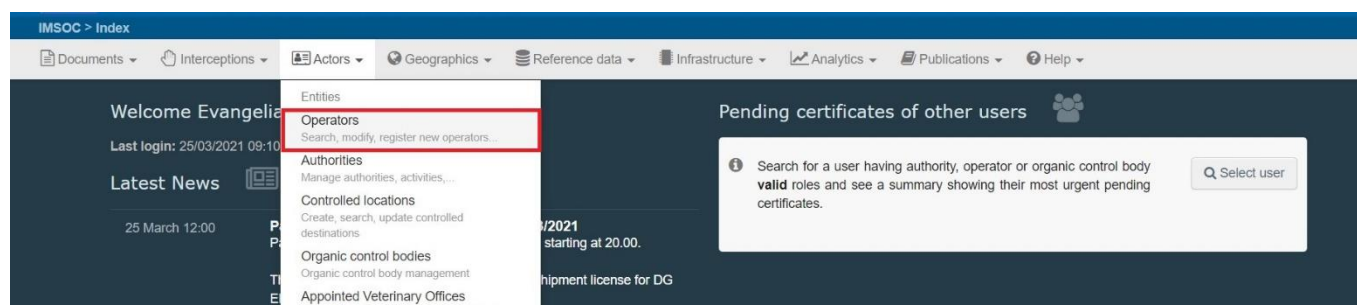 IMSOC > Index
Documents Interceptions Actors Geographics Reference data Infrastructure Analytics Publications Help
Welcome Evangelia
Last login: 25/03/2021 09:10
Latest News
25 March 12:00
Entities
Operators
Search, modify, register new operators...
Authorities
Manage authorities, activities,...
Controlled locations
Create, search, update controlled
destinations
Organic control bodies
Organic control body management
Appointed Veterinary Offices
/2021
starting at 20.00.
hipment license for DG
Pending certificates of other users
Search for a user having authority, operator or organic control body
valid roles and see a summary showing their most urgent pending
certificates.
Select user